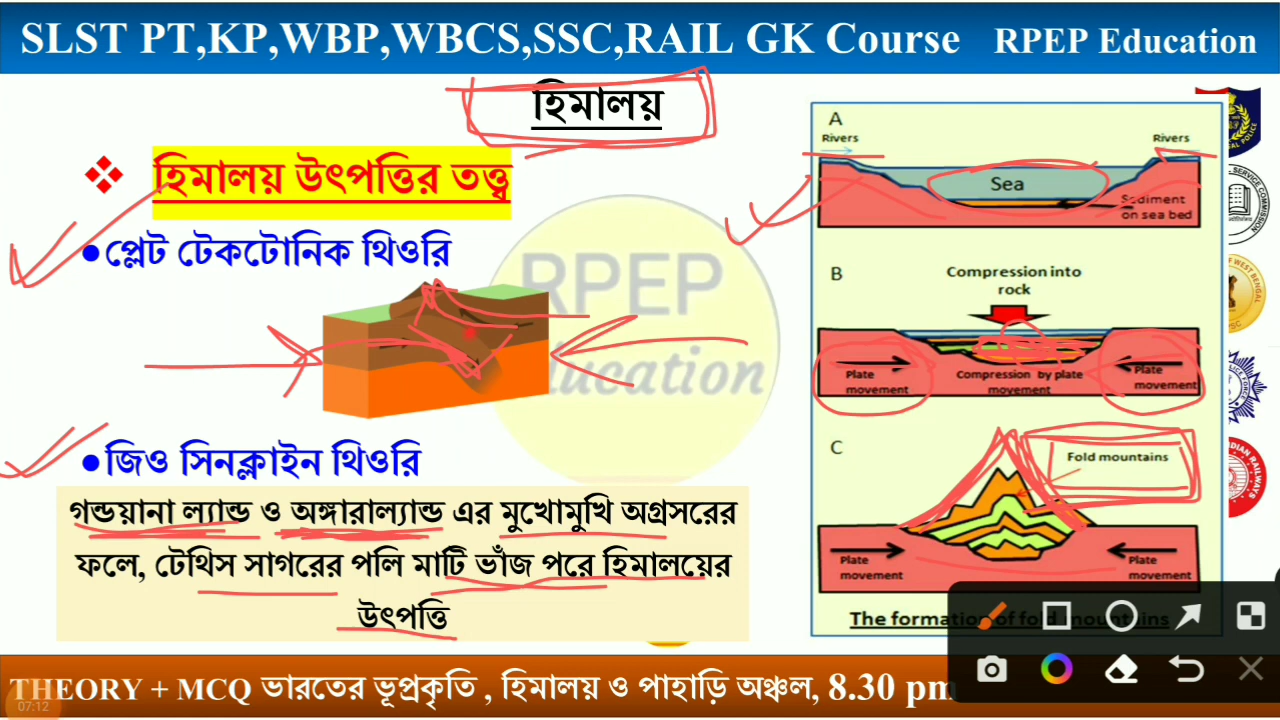 SLST PT,KP,WBP,WBCS,SSC,RAIL GK Course RPEP Education
হিমালয়
❖ হিমালয় উৎপত্তির তত্ত্ব
●প্লেট টেকটোনিক থিওরি
RPEP
ducation
●জিও সিনক্লাইন থিওরি
গন্ডয়ানা ল্যান্ড ও অঙ্গারাল্যান্ড এর মুখোমুখি অগ্রসরের
ফলে, টেথিস সাগরের পলি মাটি ভাঁজ পরে হিমালয়ের
উৎপত্তি
A
Rivers
Rivers
Sea
Sediment
on sea bed
B
Compression into
rock
Plate
movement
Compression by plate
movement
Plate
movement
C
Fold mountains
Plate
movement
Plate
movement
The formation of fold mountains
THEORY + MCQ ভারতের ভূপ্রকৃতি , হিমালয় ও পাহাড়ি অঞ্চল, 8.30 pm
07:12